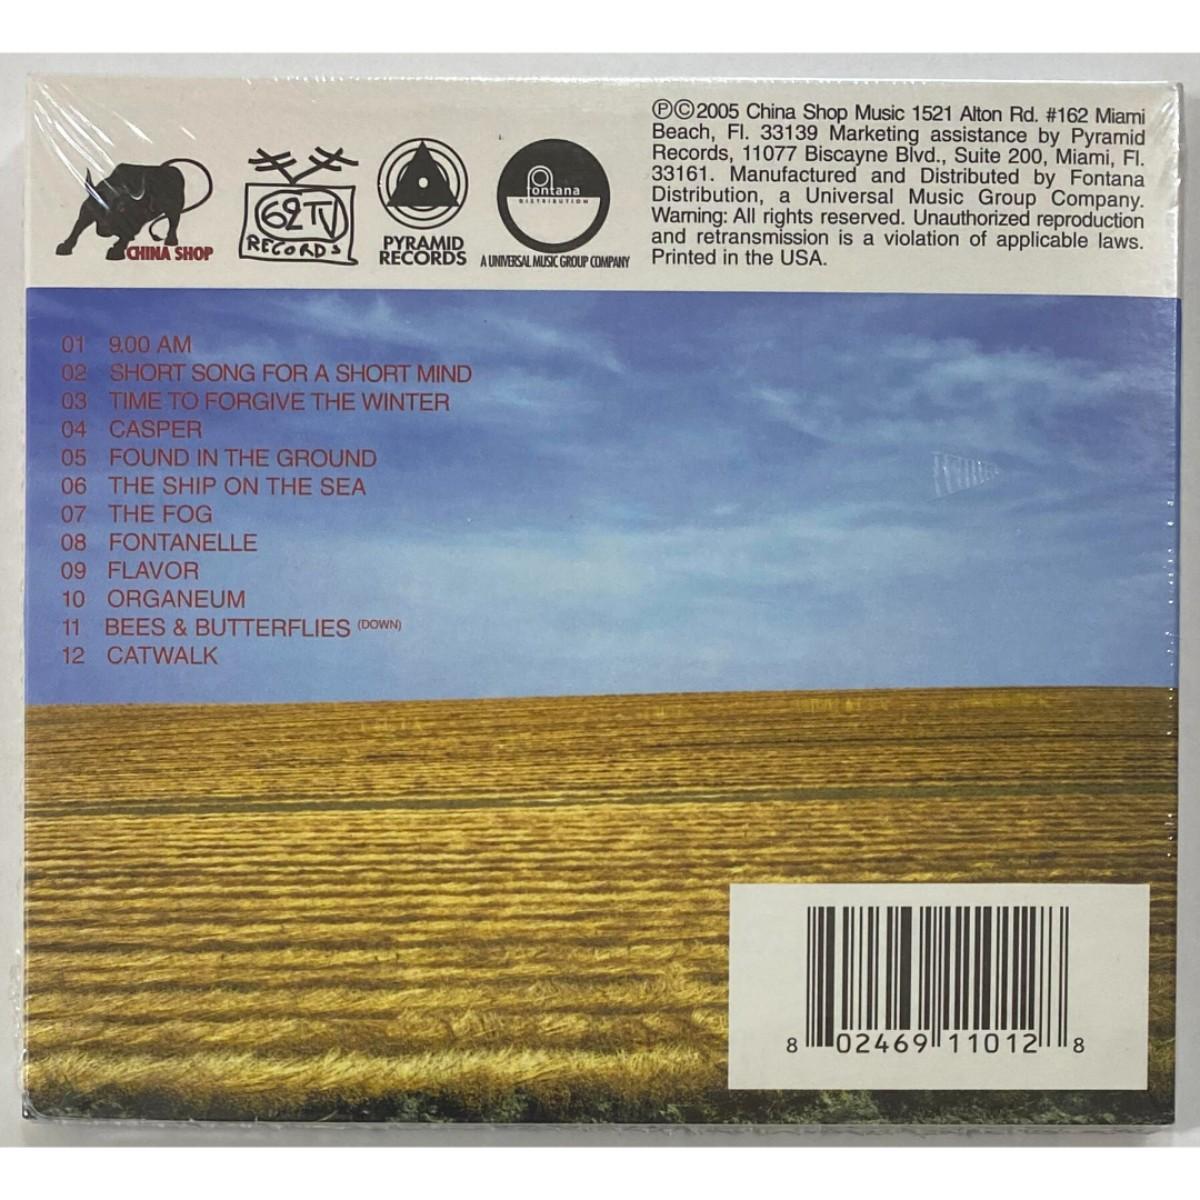 CHINA SHOP
62TV
RECORDS
PYRAMID
RECORDS
fontana
DISTRIBUTION
A UNIVERSAL MUSIC GROUP COMPANY
Ⓟ©2005 China Shop Music 1521 Alton Rd. #162 Miami
Beach, Fl. 33139 Marketing assistance by Pyramid
Records, 11077 Biscayne Blvd., Suite 200, Miami, Fl.
33161. Manufactured and Distributed by Fontana
Distribution, a Universal Music Group Company.
Warning: All rights reserved. Unauthorized reproduction
and retransmission is a violation of applicable laws.
Printed in the USA.
01 9.00 AM
02 SHORT SONG FOR A SHORT MIND
03 TIME TO FORGIVE THE WINTER
04 CASPER
05 FOUND IN THE GROUND
06 THE SHIP ON THE SEA
07 THE FOG
08 FONTANELLE
09 FLAVOR
10 ORGANEUM
11 BEES & BUTTERFLIES (DOWN)
12 CATWALK
8 02469 11012 8